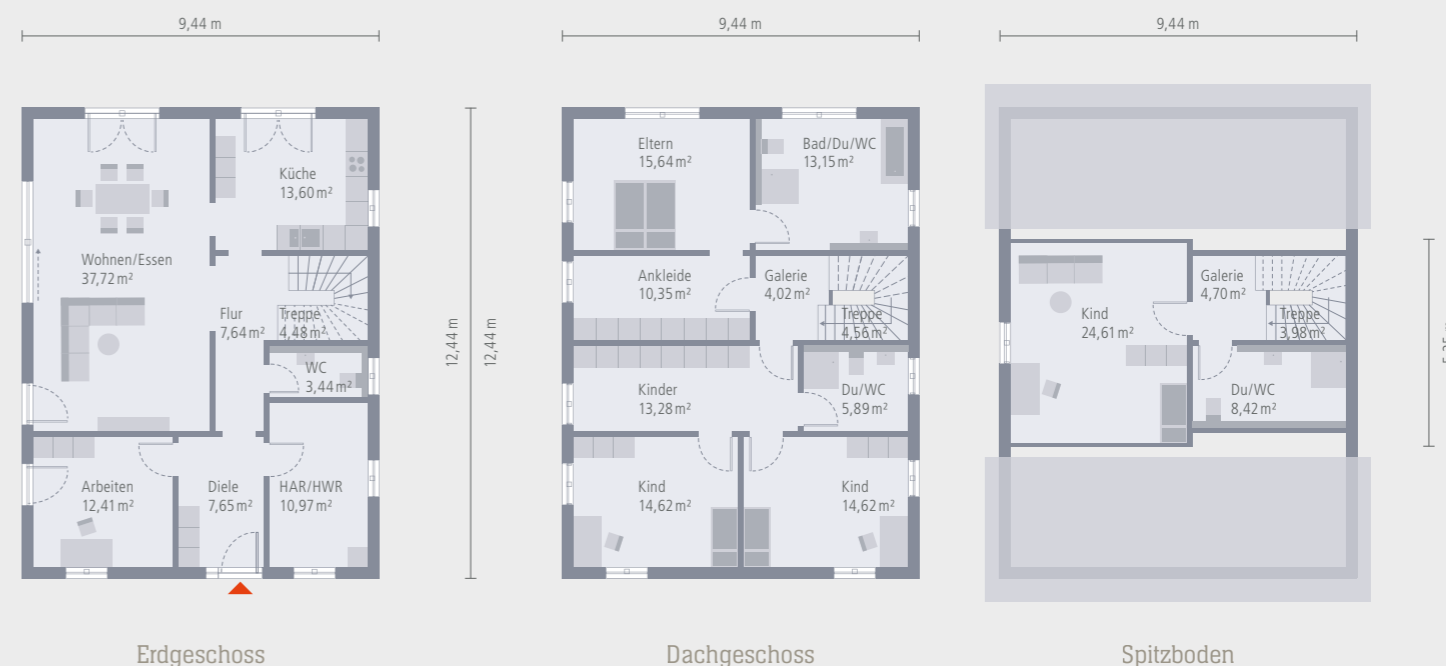 9,44 m
9,44 m
9,44 m
Küche
13,60 m²
Wohnen/Essen
37,72 m²
Flur
7,64 m²
Treppe
4,48 m²
WC
3,44 m²
Arbeiten
12,41 m²
Diele
7,65 m²
HAR/HWR
10,97 m²
12,44 m
12,44 m
Eltern
15,64 m²
Bad/Du/WC
13,15 m²
Ankleide
10,35 m²
Galerie
4,02 m²
Treppe
4,56 m²
Kinder
13,28 m²
Du/WC
5,89 m²
Kind
14,62 m²
Kind
14,62 m²
Galerie
4,70 m²
Kind
24,61 m²
Treppe
3,98 m²
Du/WC
8,42 m²
Erdgeschoss
Dachgeschoss
Spitzboden